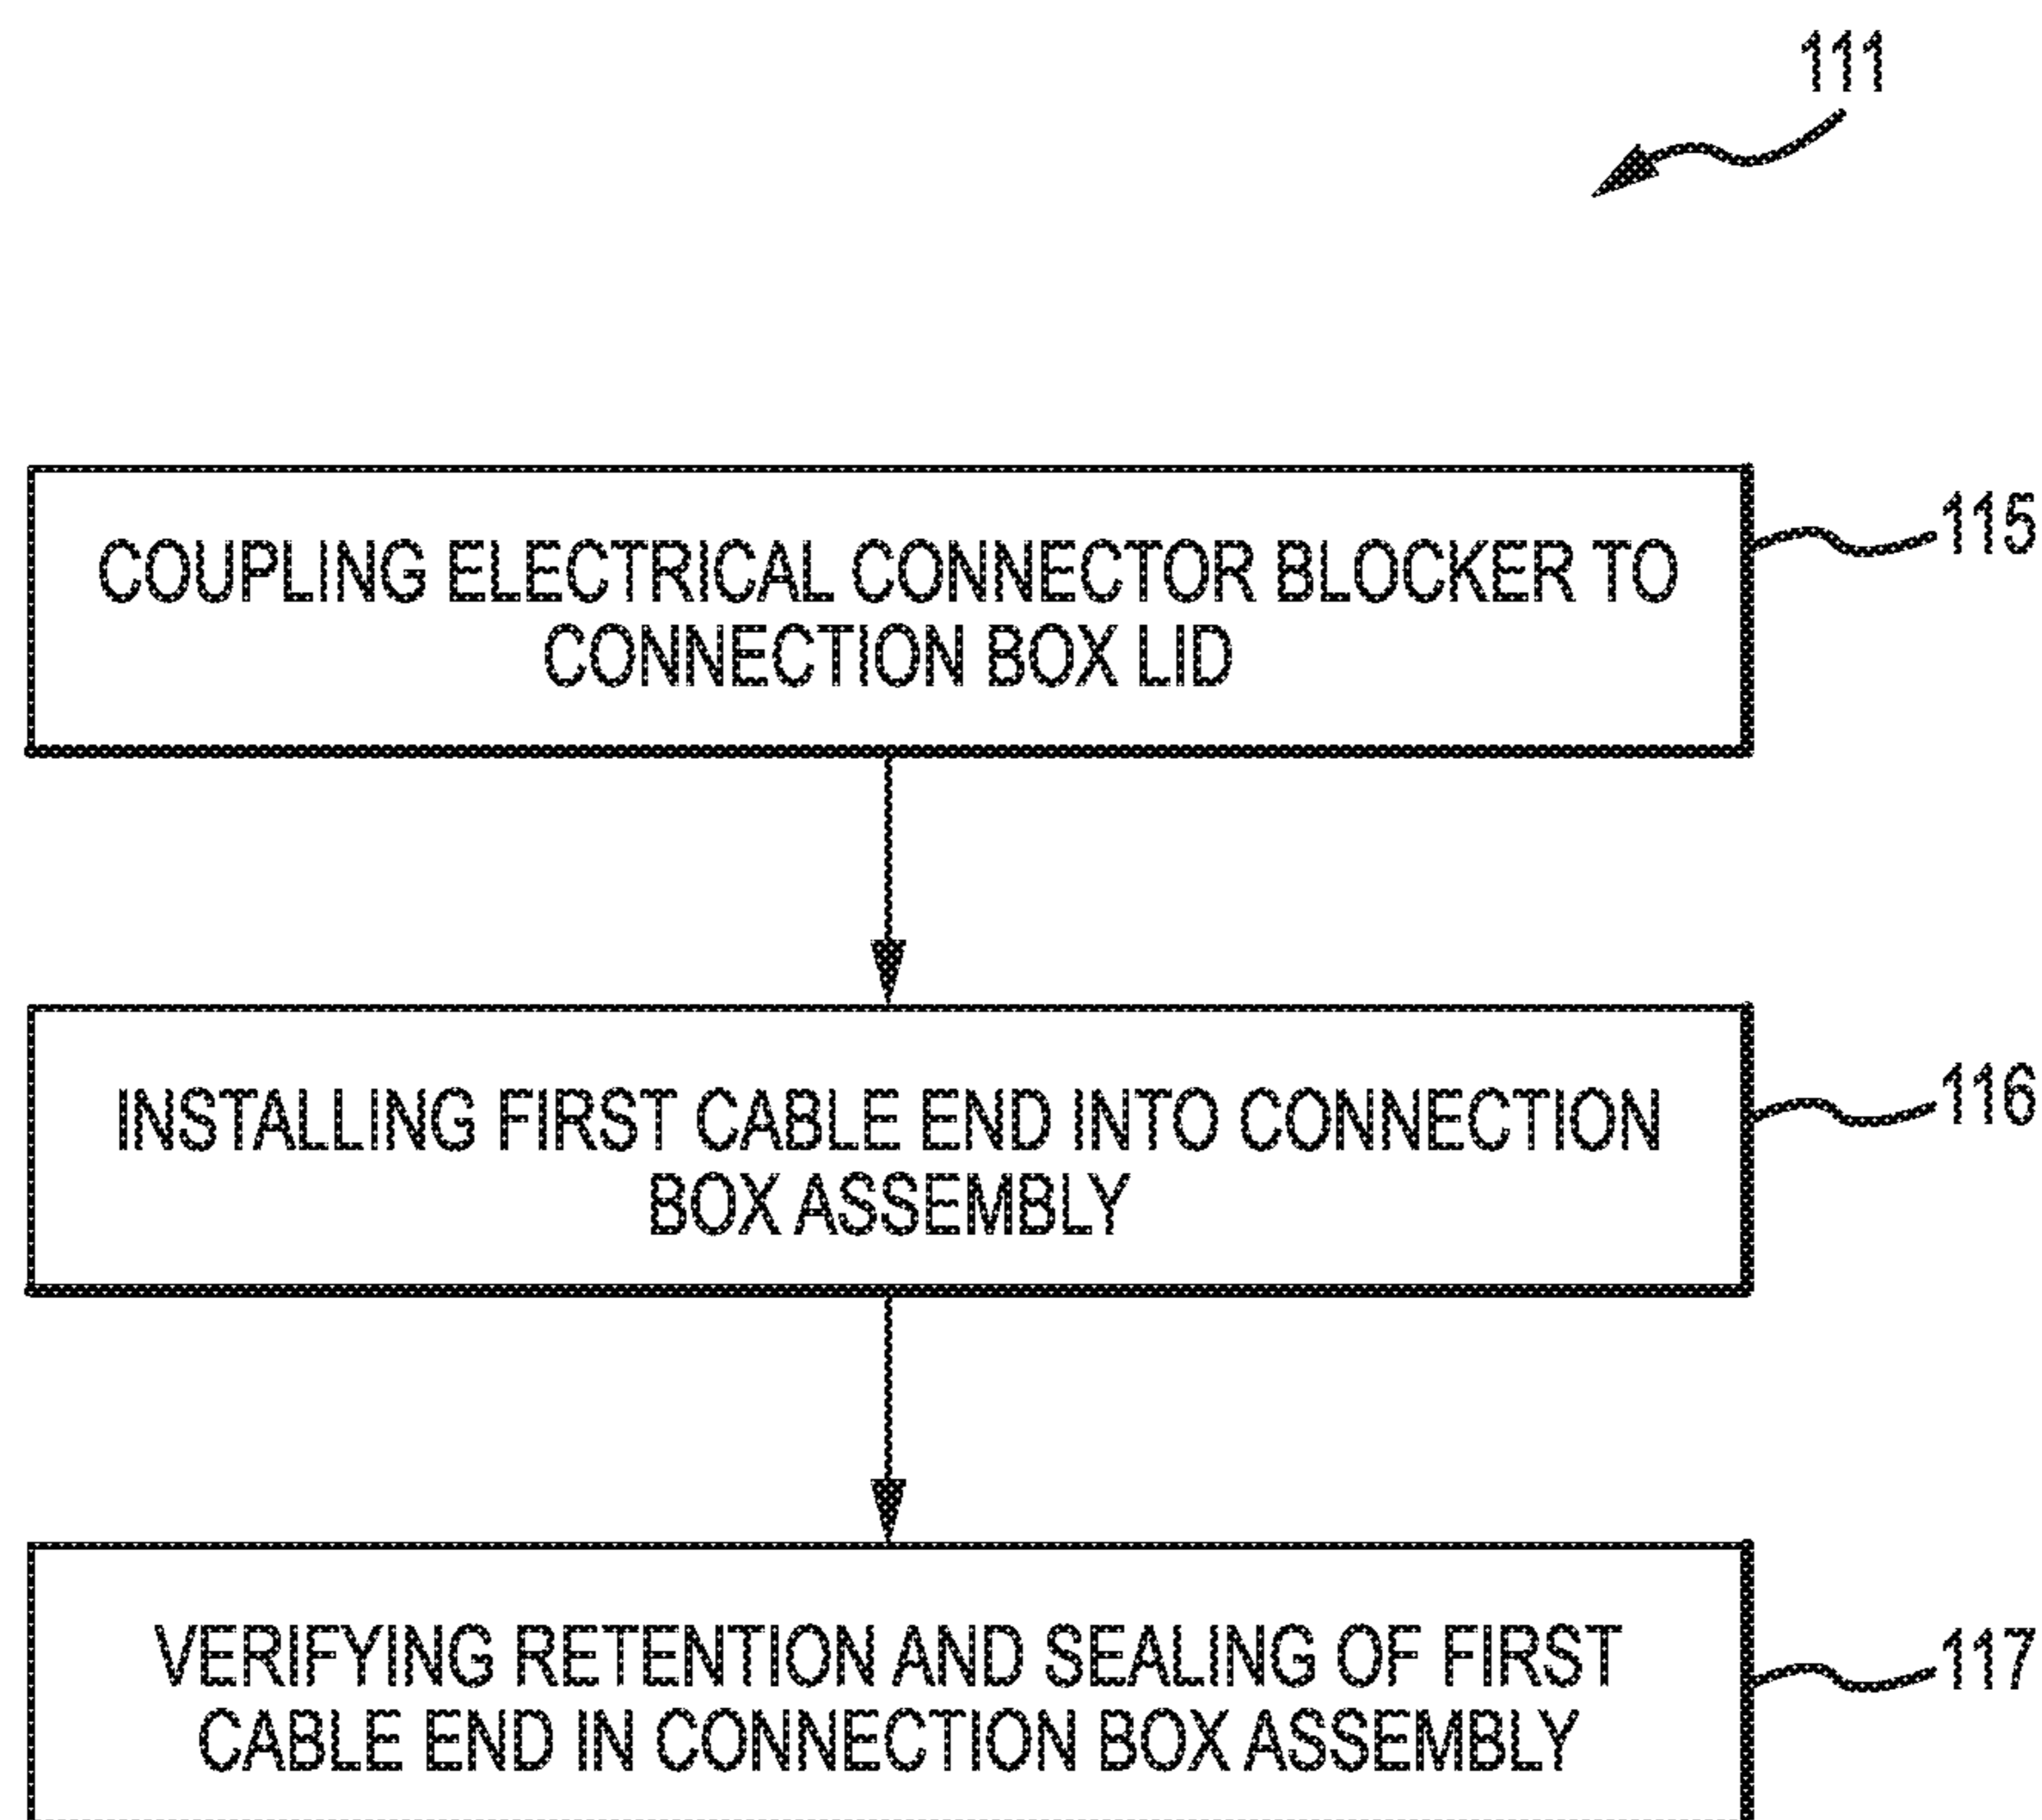 111
COUPLING ELECTRICAL CONNECTOR BLOCKER TO
CONNECTION BOX LID
115
INSTALLING FIRST CABLE END INTO CONNECTION
BOX ASSEMBLY
116
VERIFYING RETENTION AND SEALING OF FIRST
CABLE END IN CONNECTION BOX ASSEMBLY
117